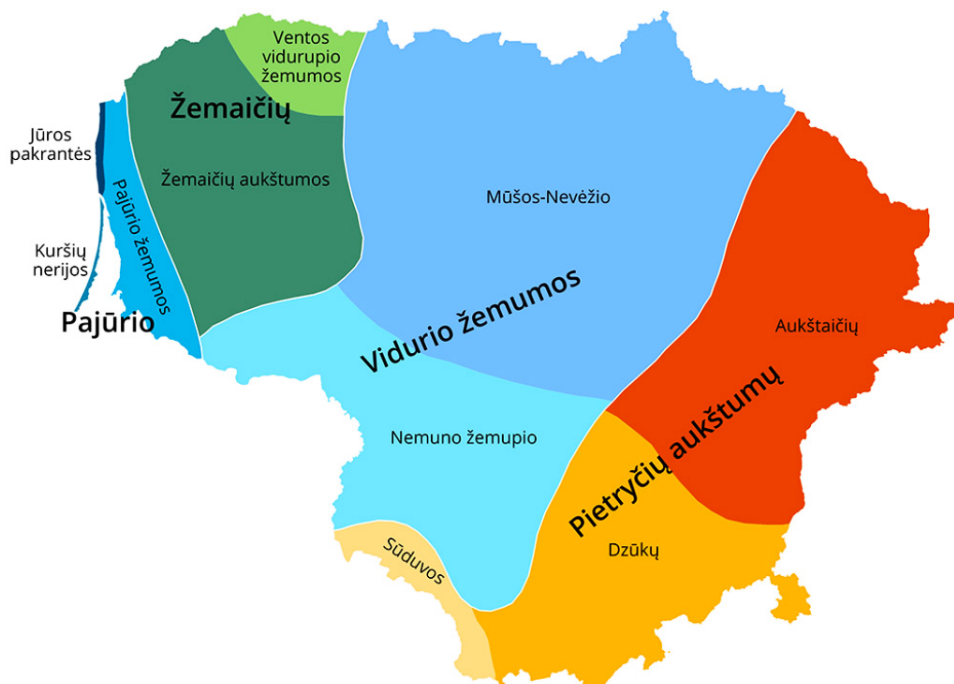 Ventos
vidurupio
žemumos
Žemaičių
Jūros
pakrantės
Žemaičių aukštumos
Pajūrio žemumos
Mūšos-Nevėžio
Kuršių
nerijos
Pajūrio
Vidurio žemumos
Aukštaičių
Nemuno žemupio
Pietryčių aukštumų
Sūduvos
Dzūkų